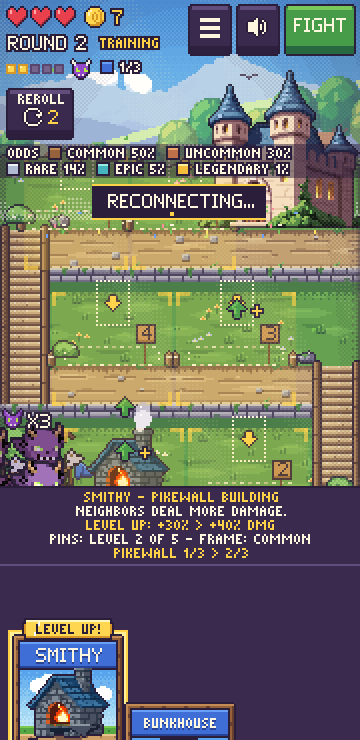 7
ROUND 2 TRAINING
1/3
FIGHT
REROLL
2
ODDS COMMON 50% UNCOMMON 30%
RARE 14% EPIC 5% LEGENDARY 1%
RECONNECTING...
4
3
X3
2
SMITHY - PIKEWALL BUILDING
NEIGHBORS DEAL MORE DAMAGE.
LEVEL UP: +30% > +40% DMG
PINS: LEVEL 2 OF 5 - FRAME: COMMON
PIKEWALL 1/3 > 2/3
LEVEL UP!
SMITHY
BUNKHOUSE